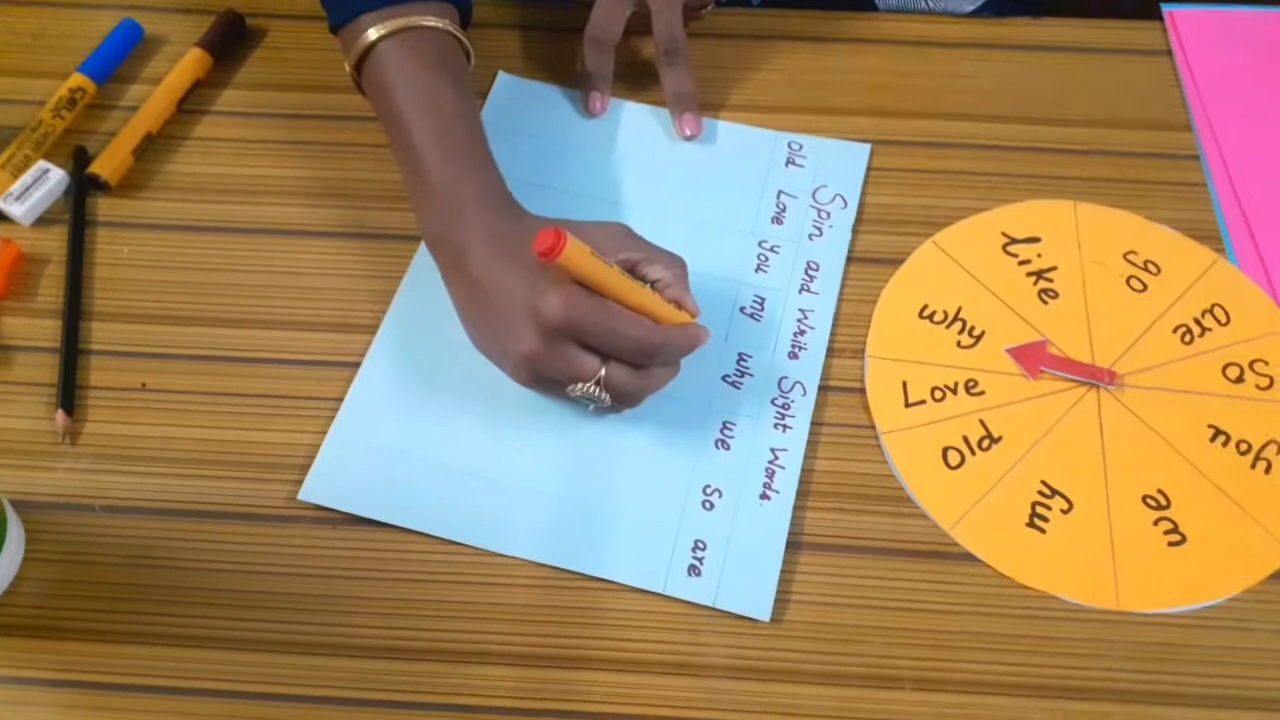 Spin and Write Sight Words.
Old Love You my why we So are
go
are
So
you
we
my
Old
Love
why
like